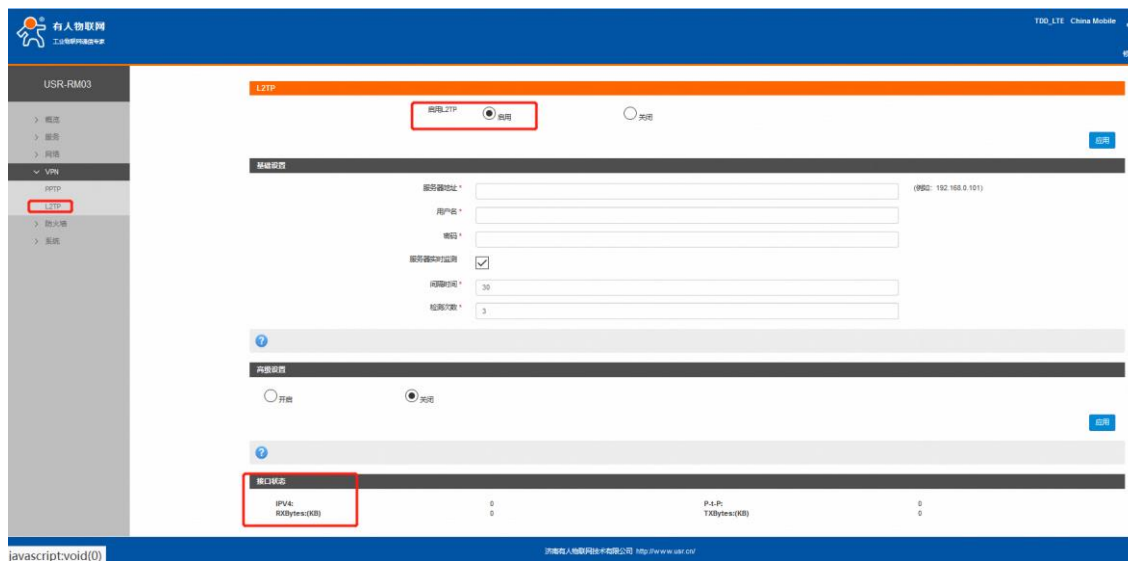 有人物联网
工业物联网通信专家
TDD_LTE China Mobile
USR-RM03
> 概览
> 服务
> 网络
VPN
PPTP
L2TP
> 防火墙
> 系统
L2TP
启用L2TP 启用 关闭
应用
基础设置
服务器地址 * (例如: 192.168.0.101)
用户名 *
密码 *
服务器实时监测
间隔时间 * 30
检测次数 * 3
?
高级设置
开启 关闭
应用
?
接口状态
IPV4: 0 P-t-P: 0
RXBytes:(KB) 0 TXBytes:(KB) 0
济南有人物联网技术有限公司 http://www.usr.cn/
javascript:void(0)